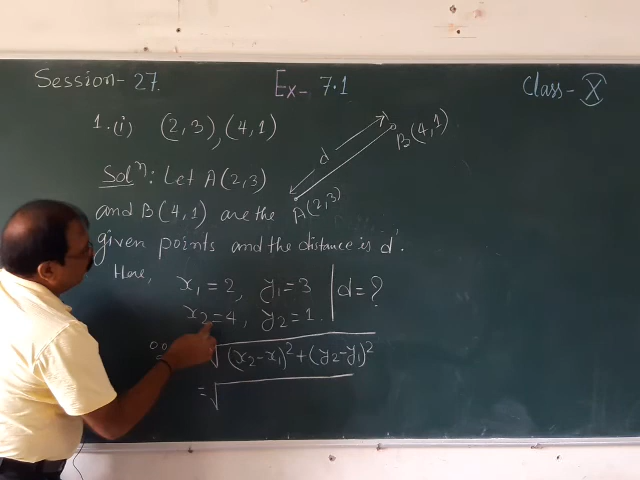 Session-27.
Ex- 7.1
Class-X
1.(i) (2,3),(4,1)
d
B(4,1)
A(2,3)
Solⁿ: Let A(2,3)
and B(4,1) are the
given points and the distance is d'.
Here,
x₁=2, y₁=3
x₂=4, y₂=1.
d=?
√(x₂-x₁)²+(y₂-y₁)²
=√